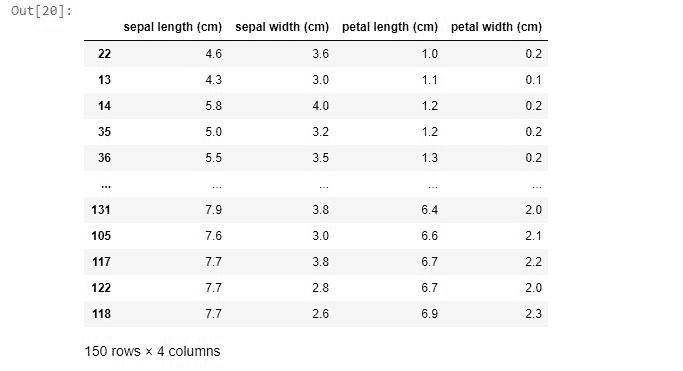 Out[20]:
sepal length (cm) sepal width (cm) petal length (cm) petal width (cm)
22 4.6 3.6 1.0 0.2
13 4.3 3.0 1.1 0.1
14 5.8 4.0 1.2 0.2
35 5.0 3.2 1.2 0.2
36 5.5 3.5 1.3 0.2
... ... ... ... ...
131 7.9 3.8 6.4 2.0
105 7.6 3.0 6.6 2.1
117 7.7 3.8 6.7 2.2
122 7.7 2.8 6.7 2.0
118 7.7 2.6 6.9 2.3
150 rows × 4 columns